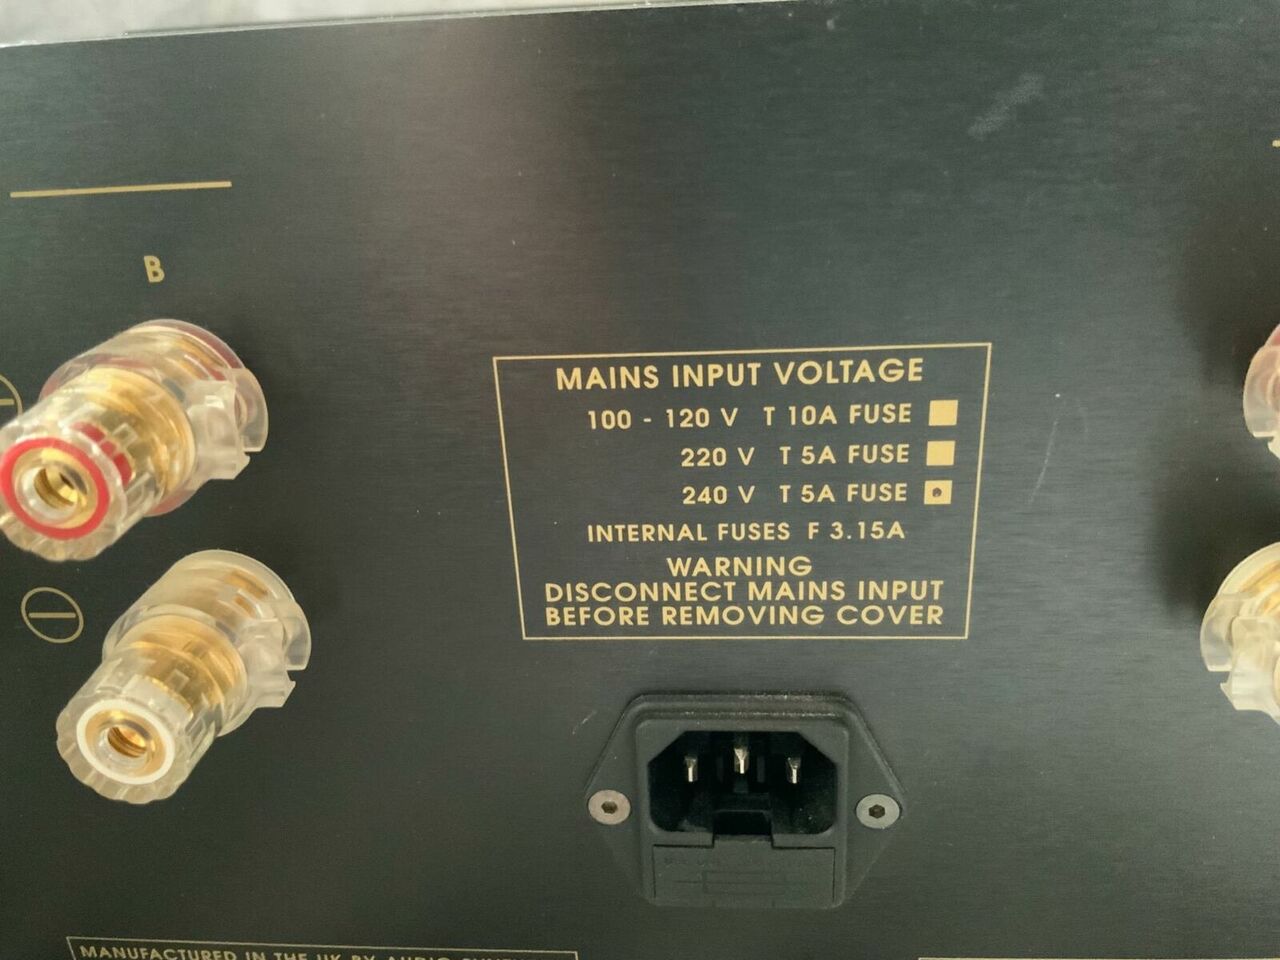 B
MAINS INPUT VOLTAGE
100 - 120 V T 10A FUSE
220 V T 5A FUSE
240 V T 5A FUSE
INTERNAL FUSES F 3.15A
WARNING
DISCONNECT MAINS INPUT
BEFORE REMOVING COVER
MANUFACTURED IN THE UK BY AUDIO